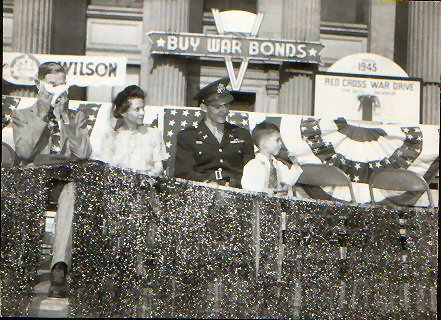 WILSON
★ BUY WAR BONDS ★
1945
RED CROSS WAR DRIVE